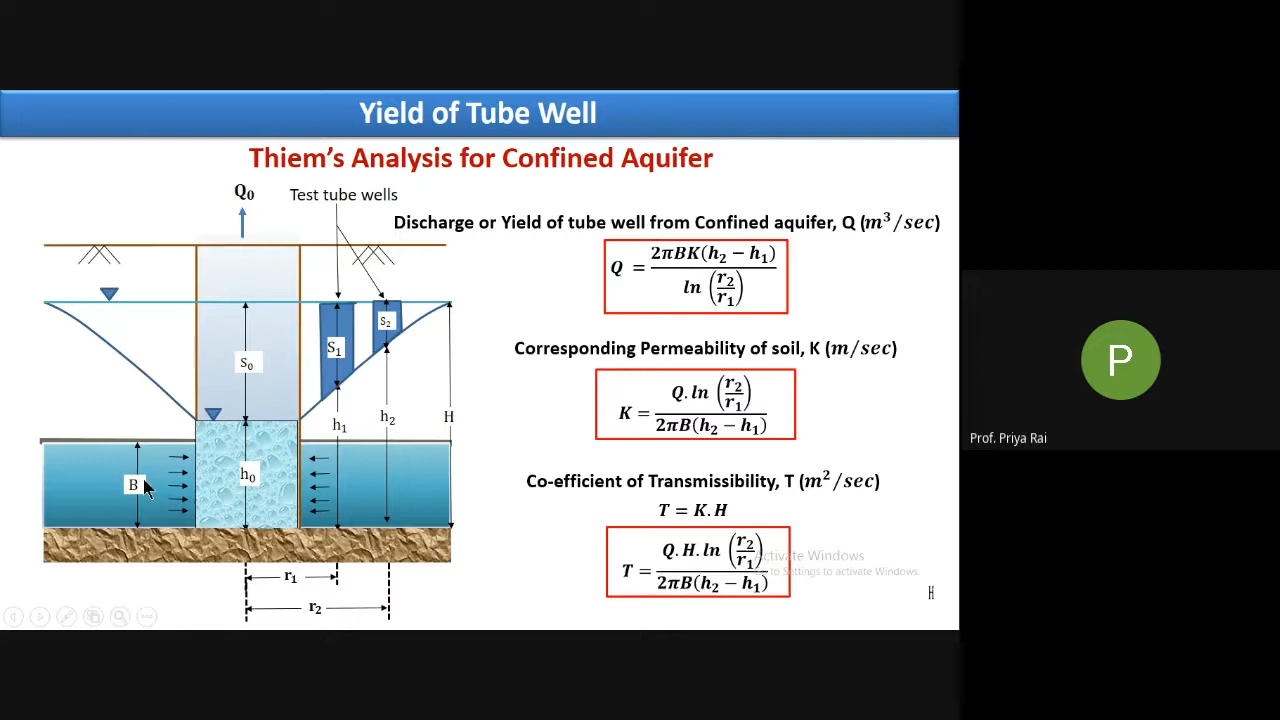 Yield of Tube Well
Thiem's Analysis for Confined Aquifer
Q₀
Test tube wells
S₁
S₂
S₀
h₁
h₂
H
B
h₀
r₁
r₂
Discharge or Yield of tube well from Confined aquifer, Q (m³/sec)
Q = 2πBK(h₂ − h₁) / ln (r₂/r₁)
Corresponding Permeability of soil, K (m/sec)
K = Q.ln (r₂/r₁) / 2πB(h₂ − h₁)
Co-efficient of Transmissibility, T (m²/sec)
T = K.H
T = Q.H.ln (r₂/r₁) / 2πB(h₂ − h₁)
Activate Windows
to Settings to activate Windows.
H
P
Prof. Priya Rai